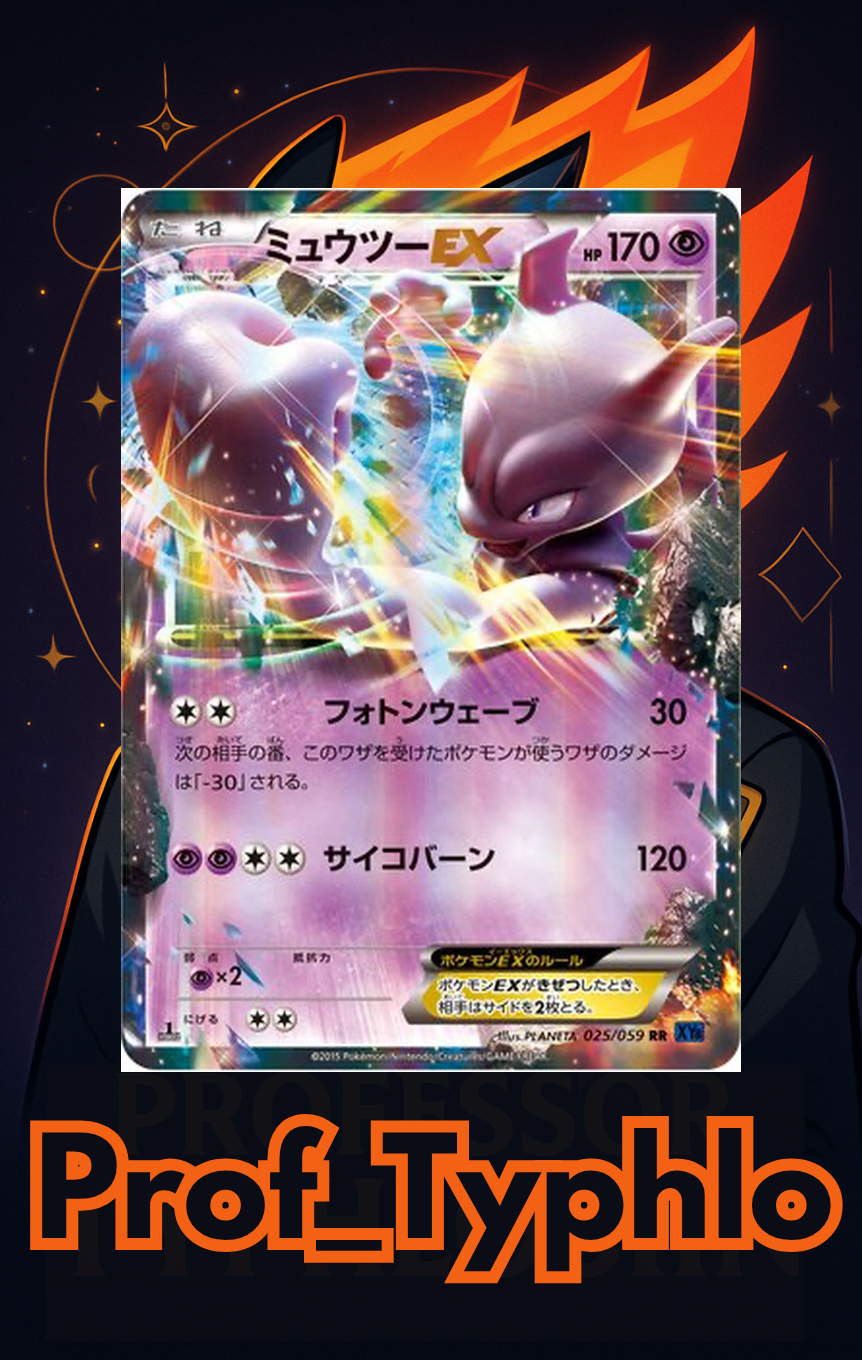 たね ミュウツーEX HP 170
フォトンウェーブ 30
次の相手の番、このワザを受けたポケモンが使うワザのダメージ
は「-30」される。
サイコバーン 120
弱点 抵抗力
×2
ポケモンEXのルール
ポケモンEXがきぜつしたとき、
相手はサイドを2枚とる。
にげる
illus. PLANETA 025/059 RR XY8
©2015 Pokémon/Nintendo/Creatures/GAME FREAK.
PROFESSOR
Prof_Typhlo